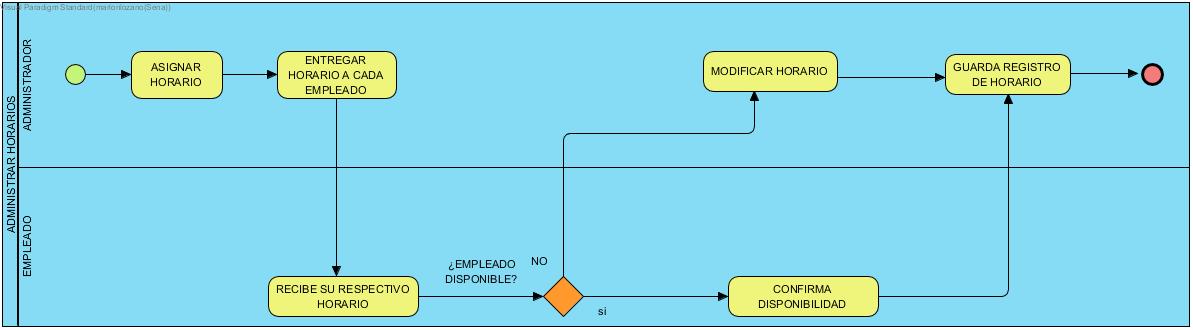 Visual Paradigm Standard(marlonlozano(Sena))
ADMINISTRAR HORARIOS
ADMINISTRADOR
ASIGNAR
HORARIO
ENTREGAR
HORARIO A CADA
EMPLEADO
MODIFICAR HORARIO
GUARDA REGISTRO
DE HORARIO
EMPLEADO
RECIBE SU RESPECTIVO
HORARIO
¿EMPLEADO
DISPONIBLE?
NO
si
CONFIRMA
DISPONIBILIDAD